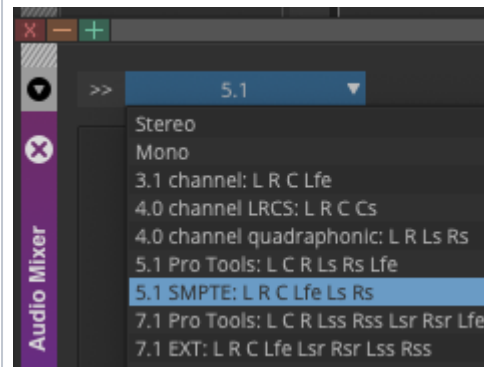 X − +
>> 5.1 ▼
Stereo
Mono
3.1 channel: L R C Lfe
4.0 channel LRCS: L R C Cs
4.0 channel quadraphonic: L R Ls Rs
5.1 Pro Tools: L C R Ls Rs Lfe
5.1 SMPTE: L R C Lfe Ls Rs
7.1 Pro Tools: L C R Lss Rss Lsr Rsr Lfe
7.1 EXT: L R C Lfe Lsr Rsr Lss Rss
Audio Mixer